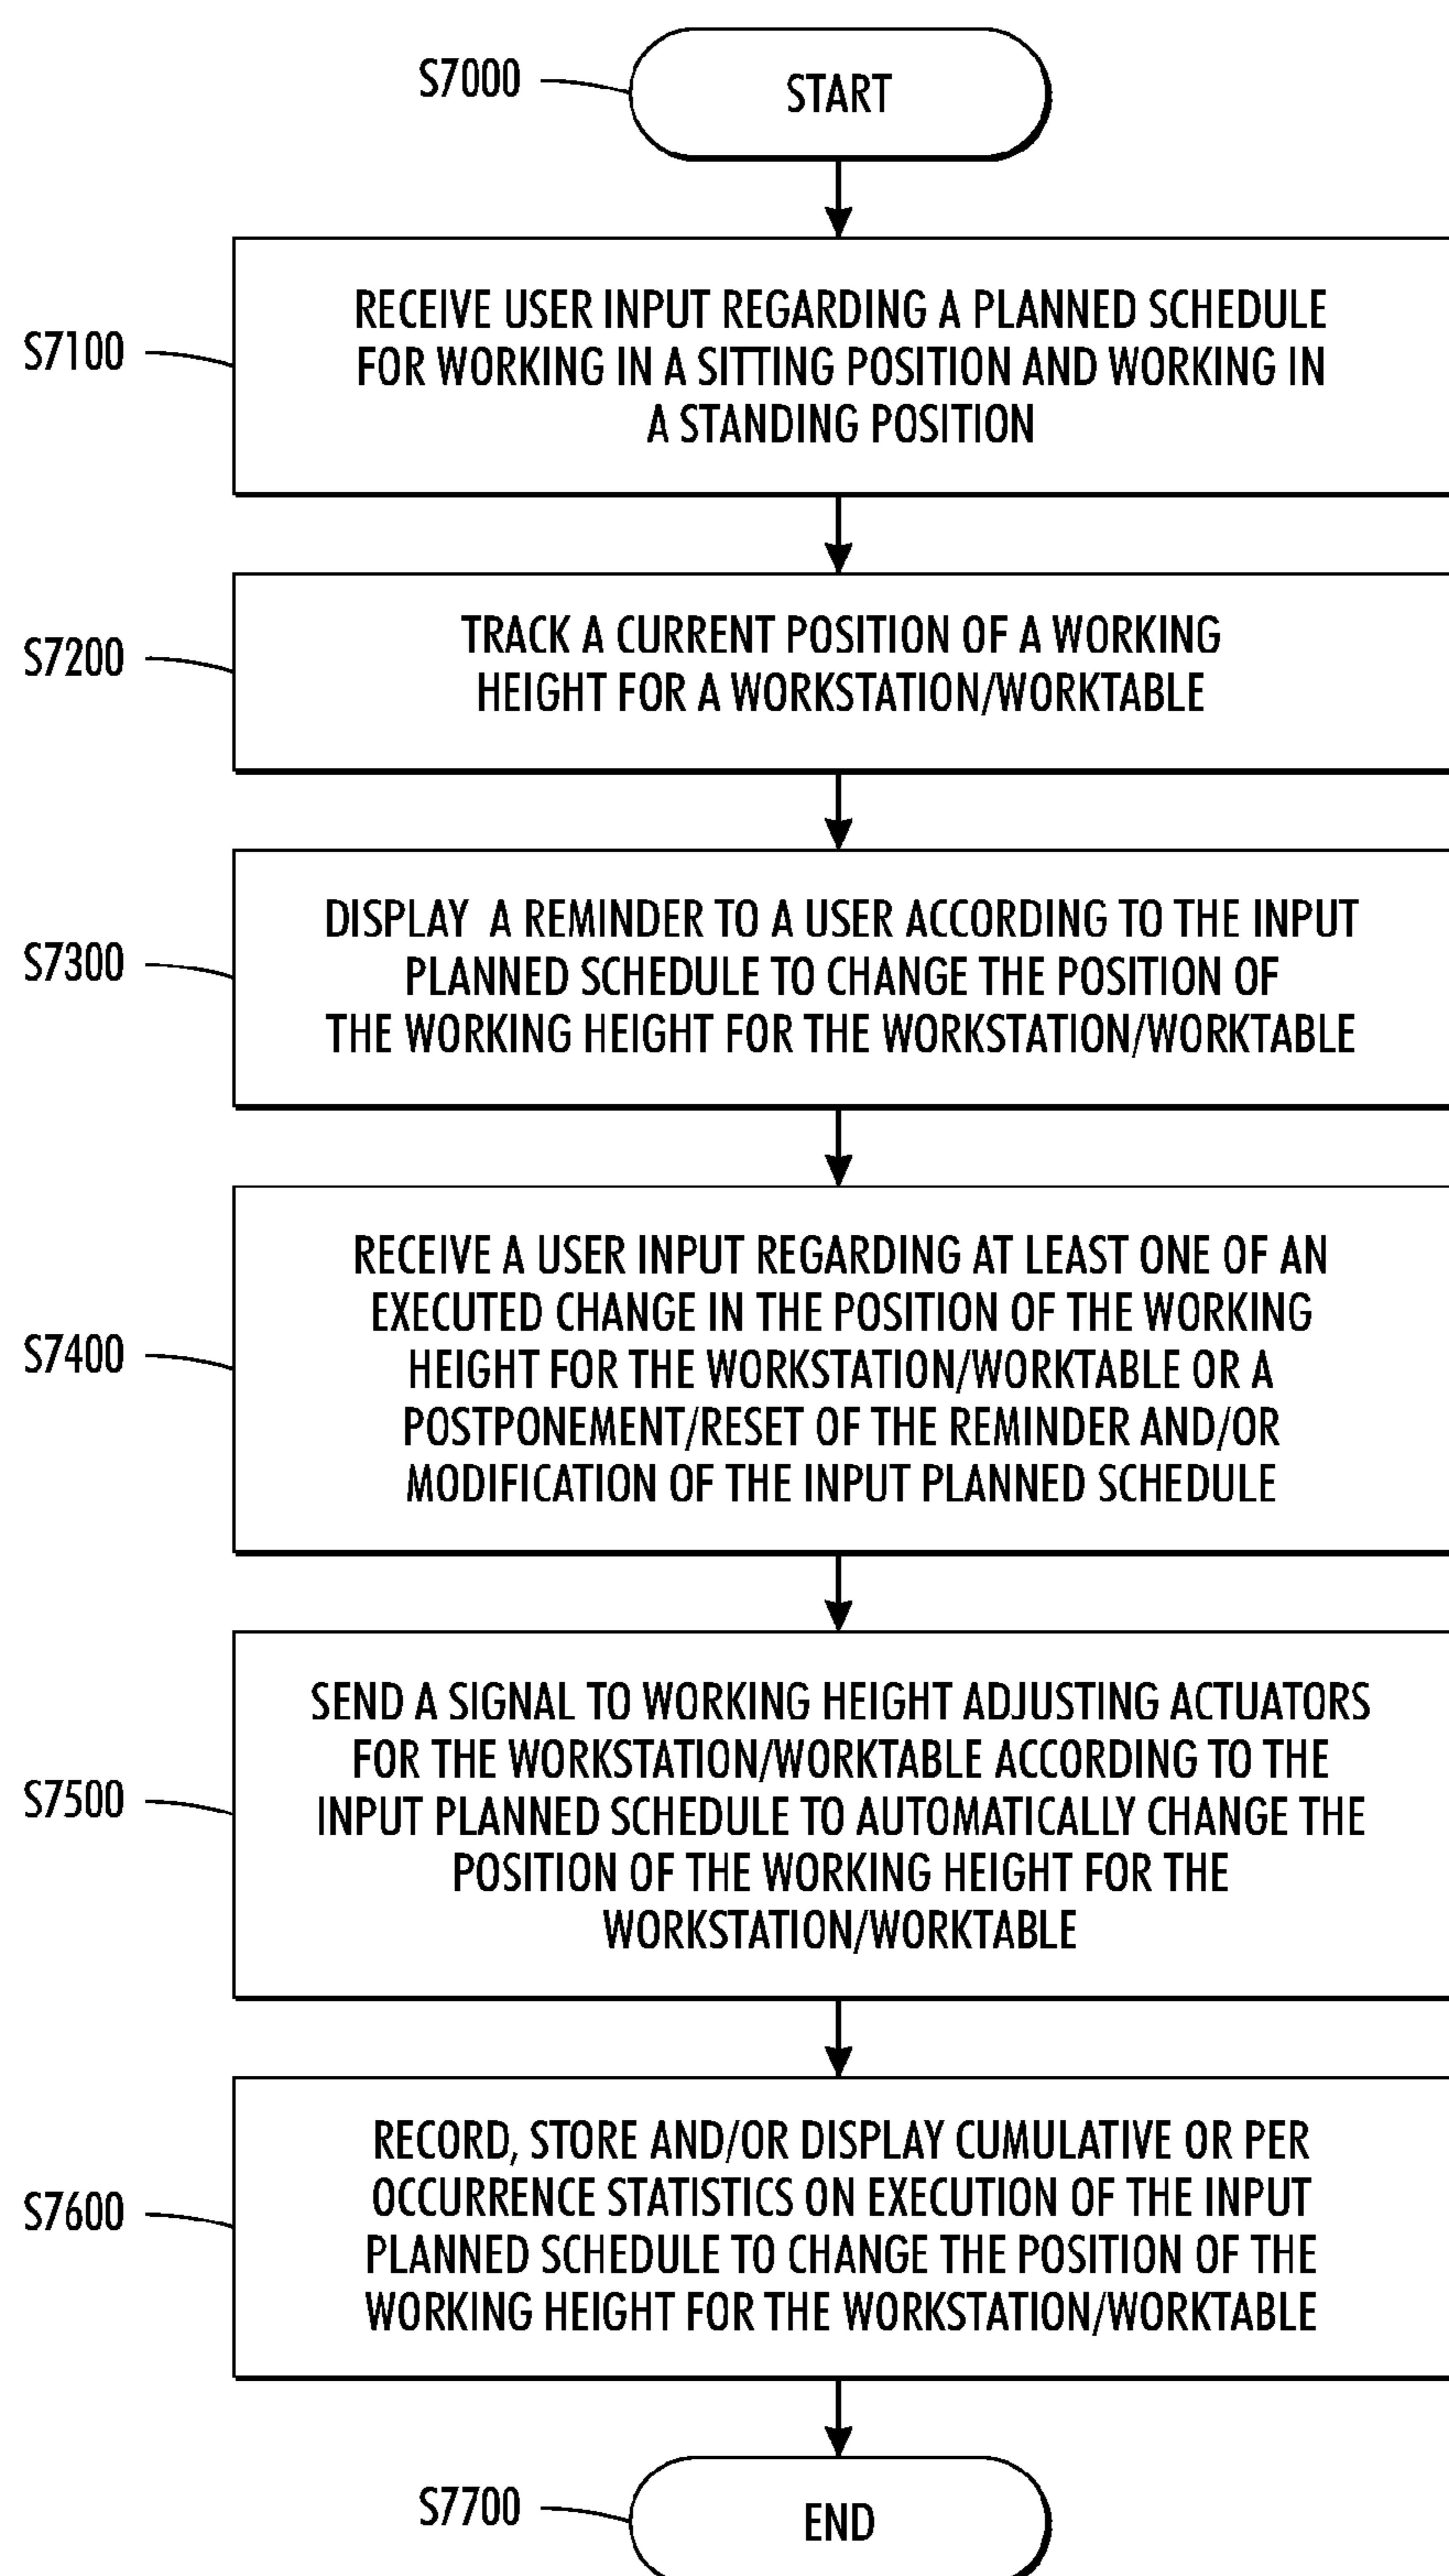 S7000
START
S7100
RECEIVE USER INPUT REGARDING A PLANNED SCHEDULE
FOR WORKING IN A SITTING POSITION AND WORKING IN
A STANDING POSITION
S7200
TRACK A CURRENT POSITION OF A WORKING
HEIGHT FOR A WORKSTATION/WORKTABLE
S7300
DISPLAY A REMINDER TO A USER ACCORDING TO THE INPUT
PLANNED SCHEDULE TO CHANGE THE POSITION OF
THE WORKING HEIGHT FOR THE WORKSTATION/WORKTABLE
S7400
RECEIVE A USER INPUT REGARDING AT LEAST ONE OF AN
EXECUTED CHANGE IN THE POSITION OF THE WORKING
HEIGHT FOR THE WORKSTATION/WORKTABLE OR A
POSTPONEMENT/RESET OF THE REMINDER AND/OR
MODIFICATION OF THE INPUT PLANNED SCHEDULE
S7500
SEND A SIGNAL TO WORKING HEIGHT ADJUSTING ACTUATORS
FOR THE WORKSTATION/WORKTABLE ACCORDING TO THE
INPUT PLANNED SCHEDULE TO AUTOMATICALLY CHANGE THE
POSITION OF THE WORKING HEIGHT FOR THE
WORKSTATION/WORKTABLE
S7600
RECORD, STORE AND/OR DISPLAY CUMULATIVE OR PER
OCCURRENCE STATISTICS ON EXECUTION OF THE INPUT
PLANNED SCHEDULE TO CHANGE THE POSITION OF THE
WORKING HEIGHT FOR THE WORKSTATION/WORKTABLE
S7700
END